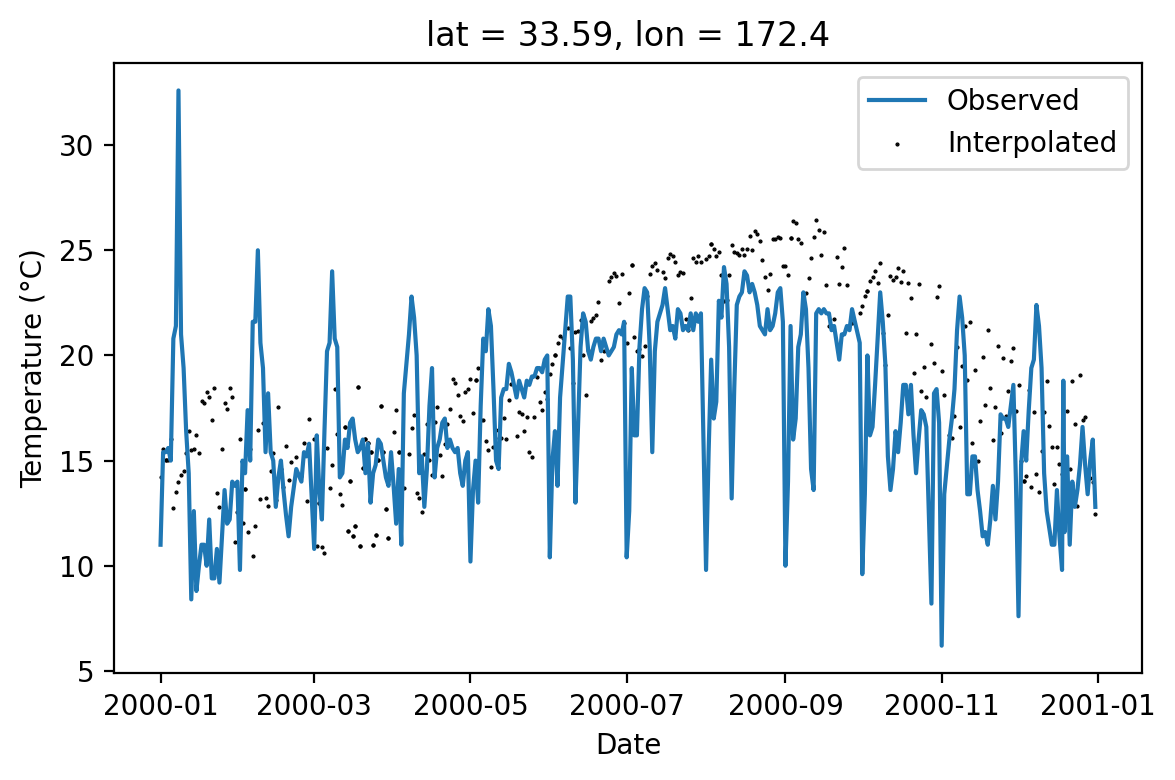 lat = 33.59, lon = 172.4
Observed
Interpolated
Temperature (°C)
30
25
20
15
10
5
2000-01 2000-03 2000-05 2000-07 2000-09 2000-11 2001-01
Date